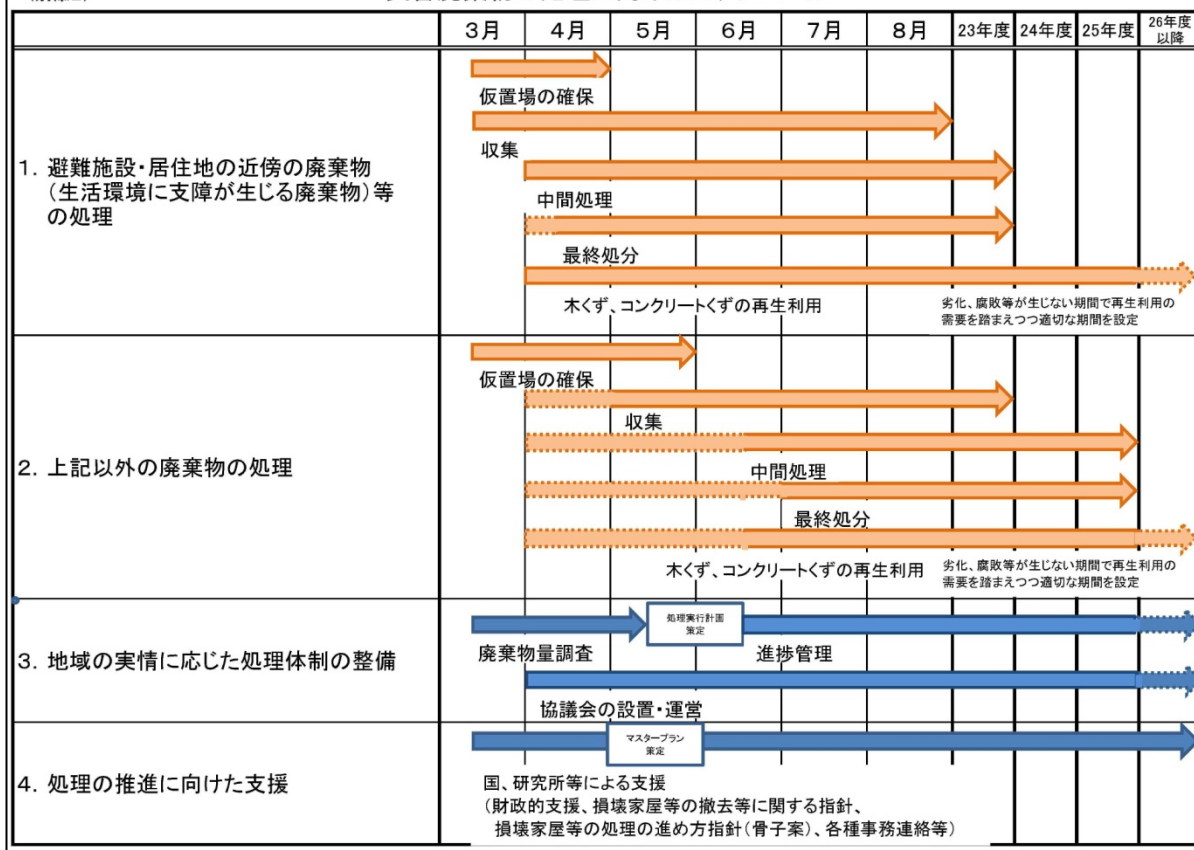 3月 4月 5月 6月 7月 8月 23年度 24年度 25年度 26年度
以降
1. 避難施設・居住地の近傍の廃棄物
(生活環境に支障が生じる廃棄物)等
の処理
仮置場の確保
収集
中間処理
最終処分
木くず、コンクリートくずの再生利用
劣化、腐敗等が生じない期間で再生利用の
需要を踏まえつつ適切な期間を設定
2. 上記以外の廃棄物の処理
仮置場の確保
収集
中間処理
最終処分
木くず、コンクリートくずの再生利用
劣化、腐敗等が生じない期間で再生利用の
需要を踏まえつつ適切な期間を設定
3. 地域の実情に応じた処理体制の整備
処理実行計画
策定
廃棄物量調査
進捗管理
協議会の設置・運営
4. 処理の推進に向けた支援
マスタープラン
策定
国、研究所等による支援
(財政的支援、損壊家屋等の撤去等に関する指針、
損壊家屋等の処理の進め方指針(骨子案)、各種事務連絡等)